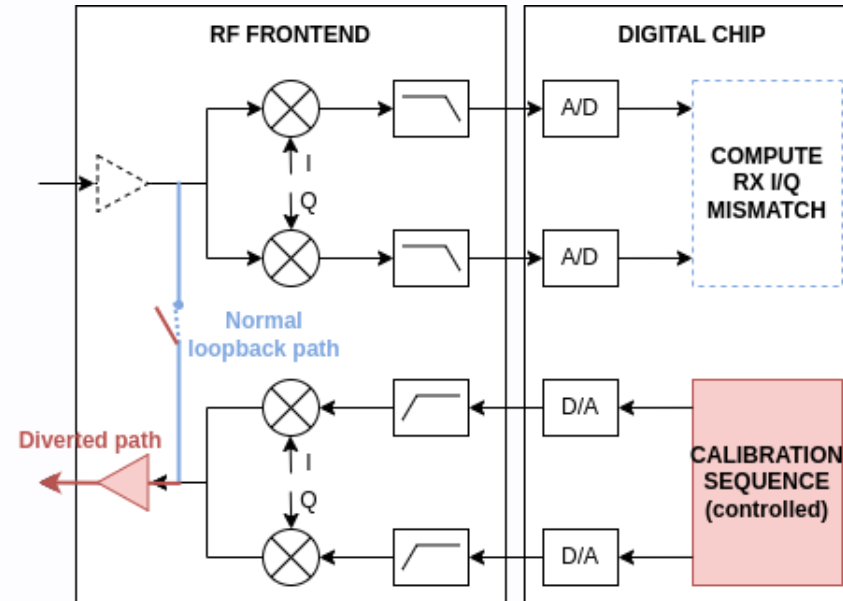 RF FRONTEND
DIGITAL CHIP
A/D
I
Q
COMPUTE
RX I/Q
MISMATCH
A/D
Normal
loopback path
D/A
Diverted path
I
Q
CALIBRATION
SEQUENCE
(controlled)
D/A